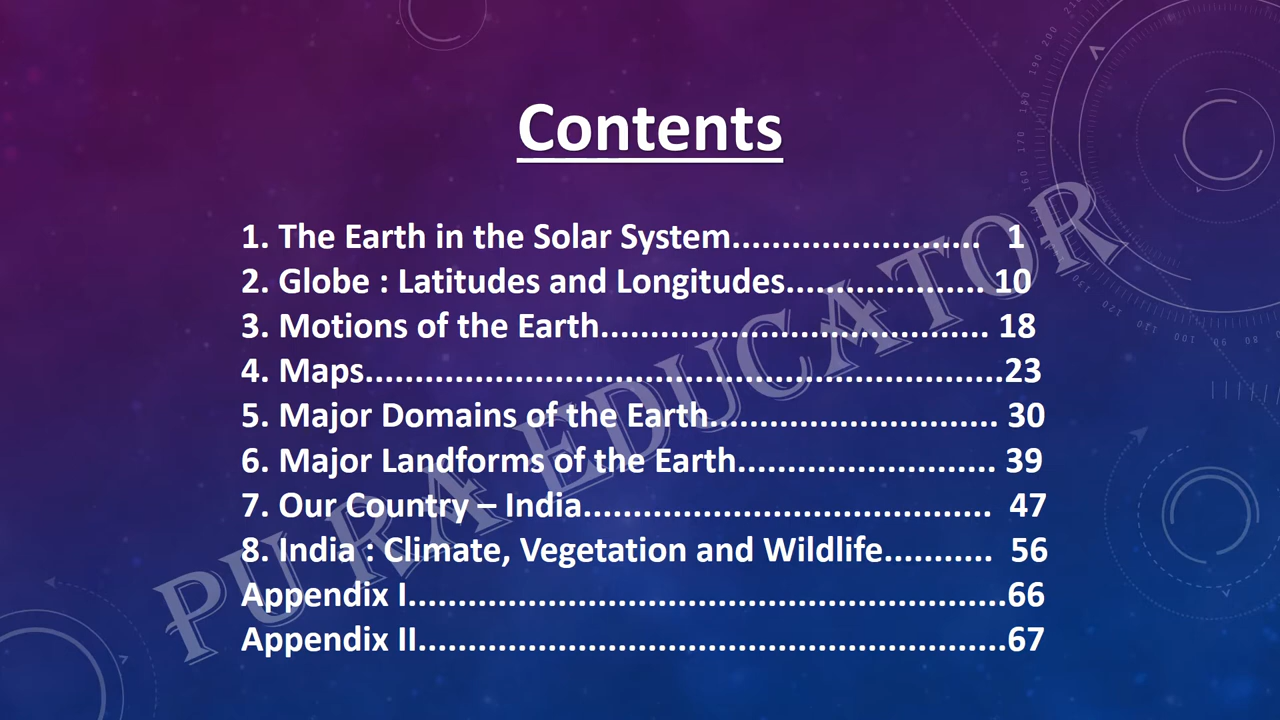 Contents
1. The Earth in the Solar System......................... 1
2. Globe : Latitudes and Longitudes.................... 10
3. Motions of the Earth....................................... 18
4. Maps................................................................23
5. Major Domains of the Earth............................. 30
6. Major Landforms of the Earth.......................... 39
7. Our Country – India......................................... 47
8. India : Climate, Vegetation and Wildlife........... 56
Appendix I............................................................66
Appendix II...........................................................67
PURA EDUCATOR